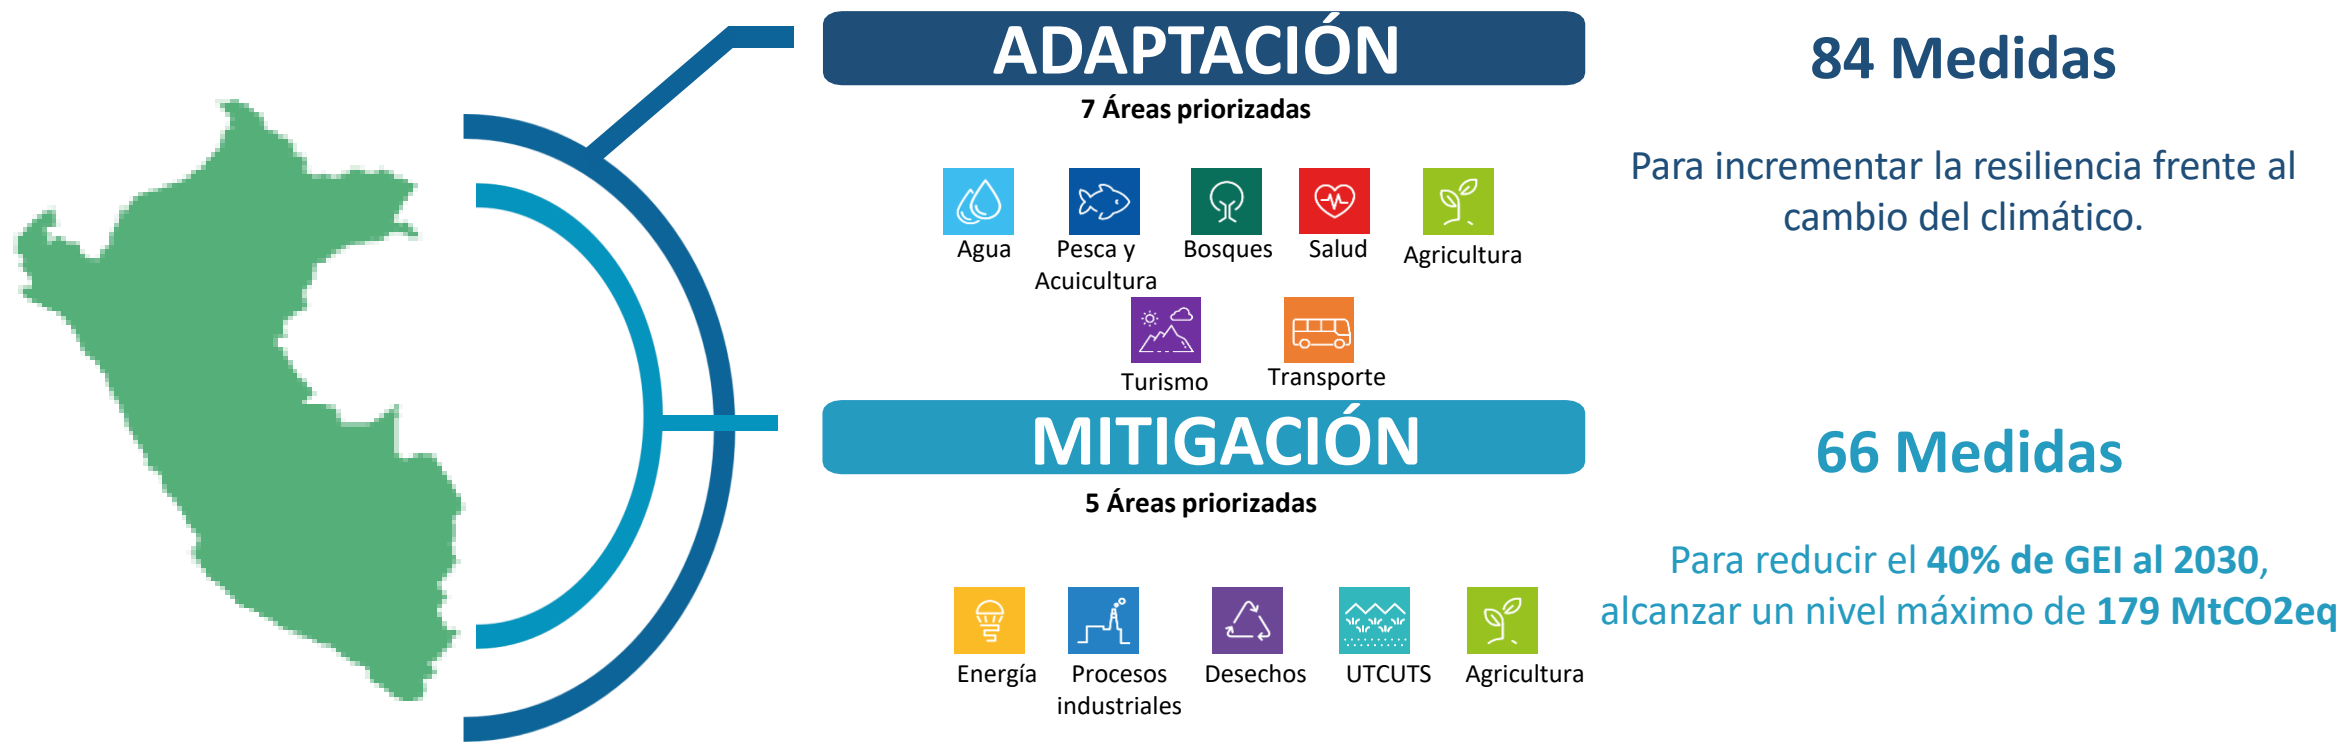 ADAPTACIÓN
7 Áreas priorizadas
Agua
Pesca y
Acuicultura
Bosques
Salud
Agricultura
Turismo
Transporte
84 Medidas
Para incrementar la resiliencia frente al
cambio del climático.
MITIGACIÓN
5 Áreas priorizadas
Energía
Procesos
industriales
Desechos
UTCUTS
Agricultura
66 Medidas
Para reducir el 40% de GEI al 2030,
alcanzar un nivel máximo de 179 MtCO2eq